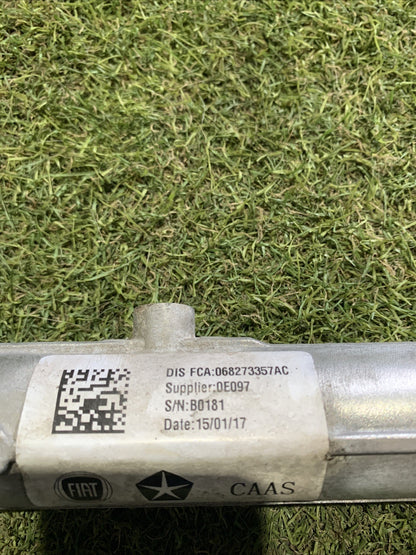 DIS FCA:068273357AC
Supplier:0E097
S/N:B0181
Date:15/01/17
FIAT CAAS